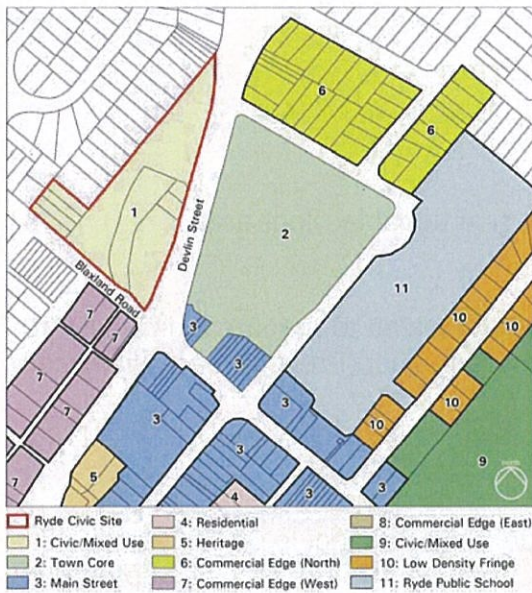 6
6
1
Devlin Street
2
Blaxland Road
11
10
10
7
7
3
3
7
3
3
10
10
7
3
9
5
3
3
7
4
Ryde Civic Site
1: Civic/Mixed Use
2: Town Core
3: Main Street
4: Residential
5: Heritage
6: Commercial Edge (North)
7: Commercial Edge (West)
8: Commercial Edge (East)
9: Civic/Mixed Use
10: Low Density Fringe
11: Ryde Public School